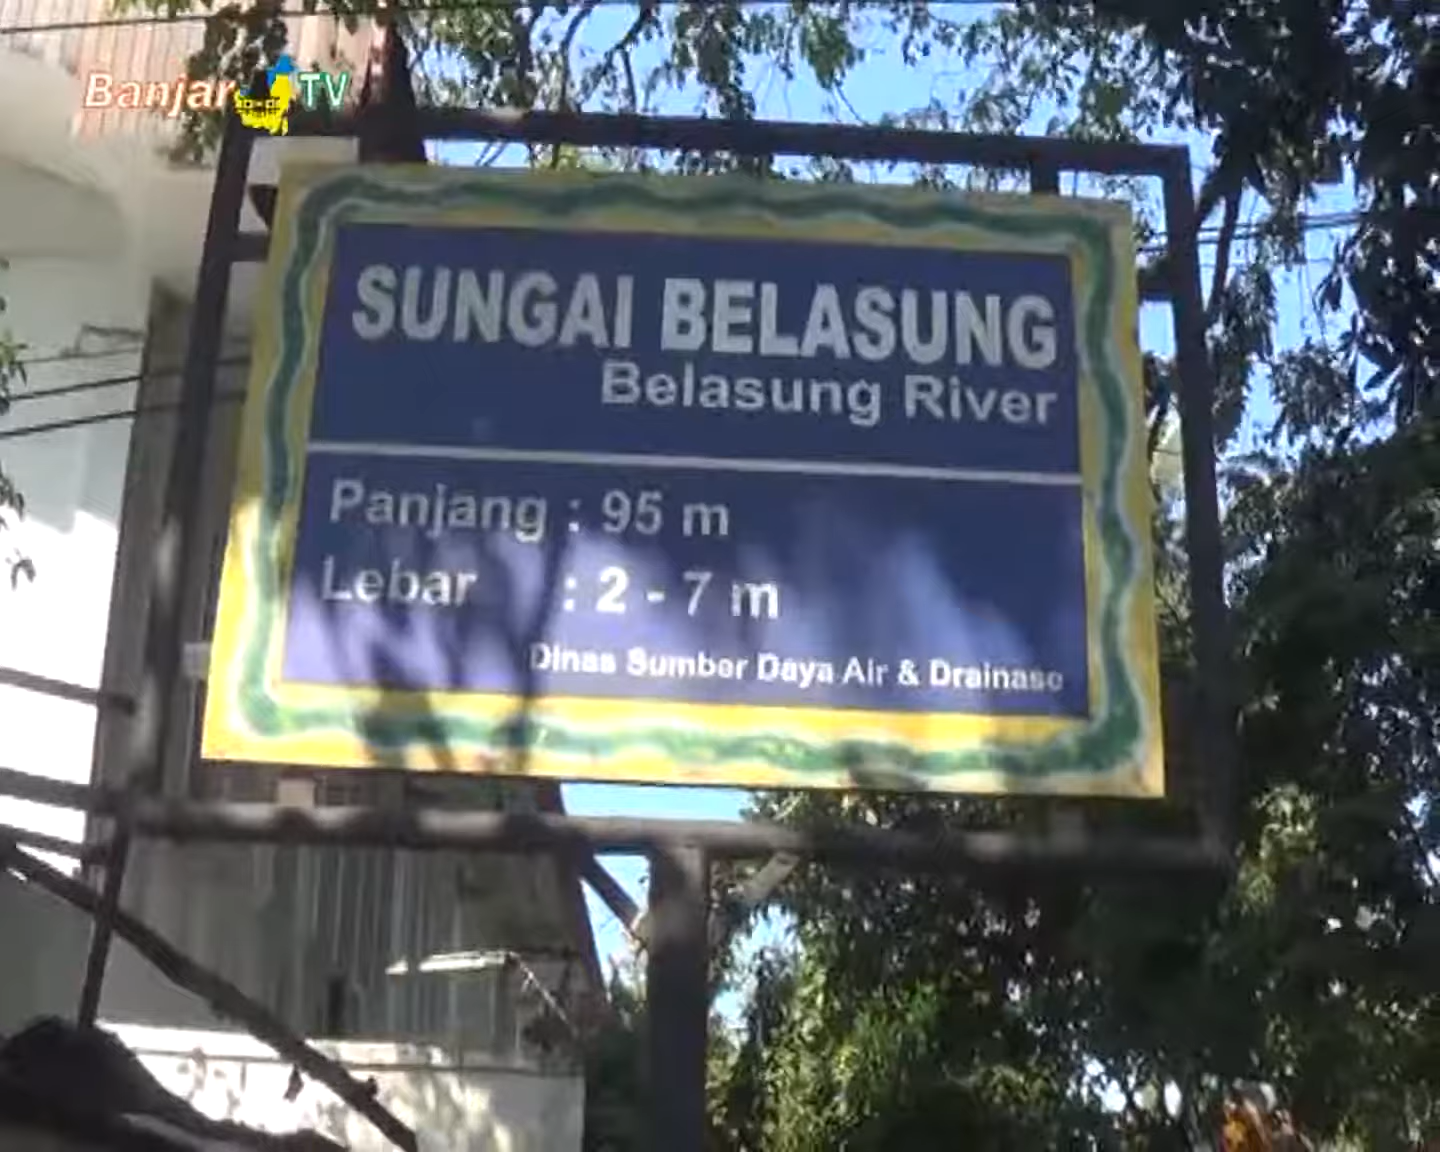 Banjar TV
SUNGAI BELASUNG
Belasung River
Panjang : 95 m
Lebar : 2 - 7 m
Dinas Sumber Daya Air & Drainase